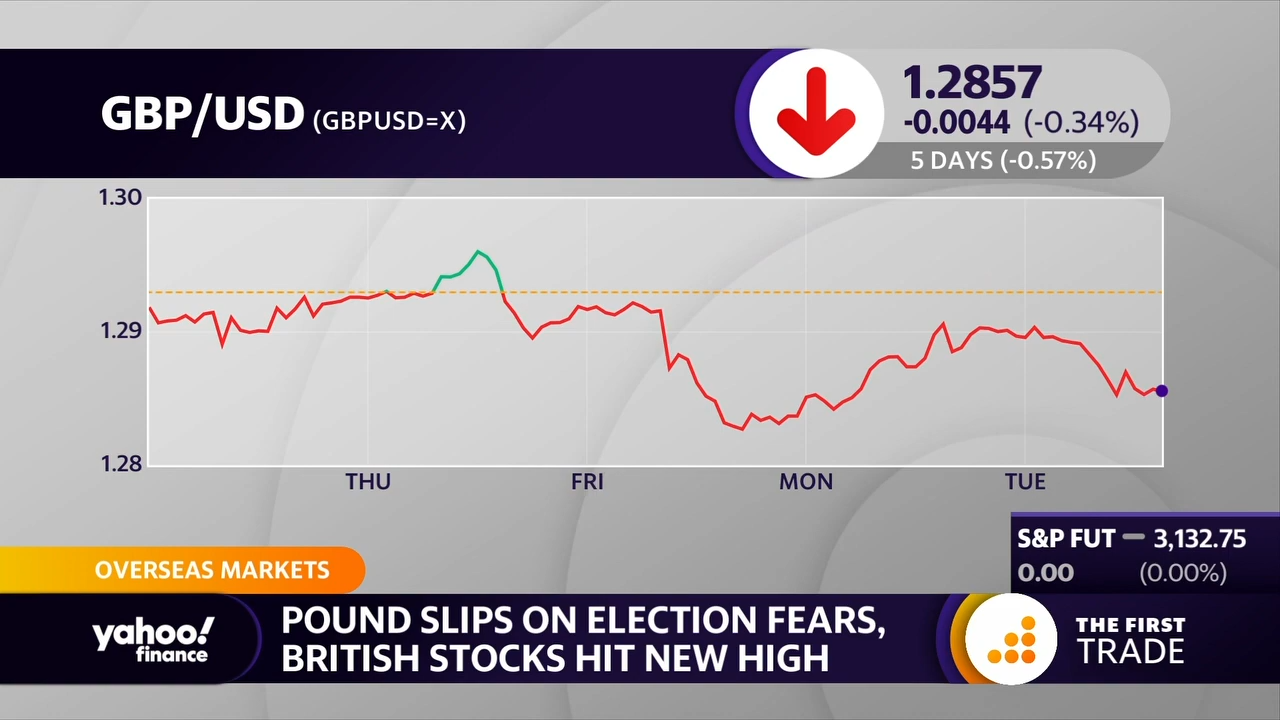 GBP/USD (GBPUSD=X)
1.2857
-0.0044 (-0.34%)
5 DAYS (-0.57%)
1.30
1.29
1.28
THU FRI MON TUE
S&P FUT 3,132.75
0.00 (0.00%)
OVERSEAS MARKETS
yahoo!
finance
POUND SLIPS ON ELECTION FEARS,
BRITISH STOCKS HIT NEW HIGH
THE FIRST
TRADE